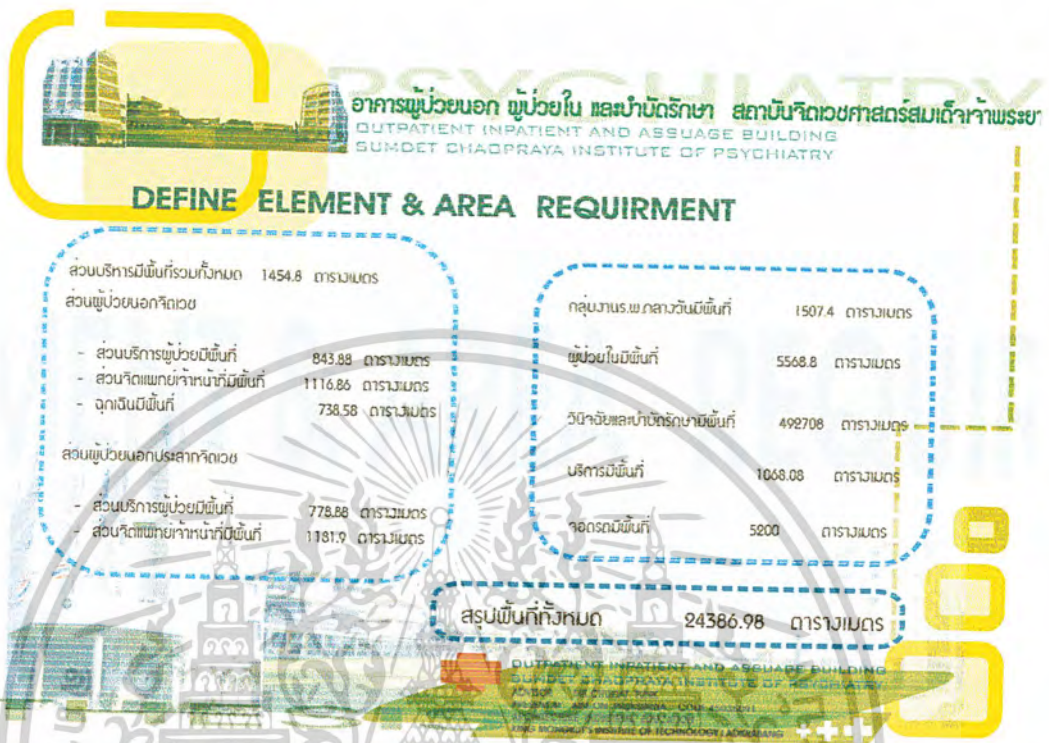 PSYCHIATRY
อาคารผู้ป่วยนอก ผู้ป่วยใน และบำบัดรักษา สถาบันจิตเวชศาสตร์สมเด็จเจ้าพระยา
OUTPATIENT INPATIENT AND ASSUAGE BUILDING
SUMDET CHAOPRAYA INSTITUTE OF PSYCHIATRY
DEFINE ELEMENT & AREA REQUIRMENT
ส่วนบริหารมีพื้นที่รวมทั้งหมด 1454.8 ตารางเมตร
ส่วนผู้ป่วยนอกจิตเวช
- ส่วนบริการผู้ป่วยมีพื้นที่ 843.88 ตารางเมตร
- ส่วนจิตแพทย์เจ้าหน้าที่มีพื้นที่ 1116.86 ตารางเมตร
- ฉุกเฉินมีพื้นที่ 738.58 ตารางเมตร
ส่วนผู้ป่วยนอกประสาทจิตเวช
- ส่วนบริการผู้ป่วยมีพื้นที่ 778.88 ตารางเมตร
- ส่วนจิตแพทย์เจ้าหน้าที่มีพื้นที่ 1181.9 ตารางเมตร
กลุ่มงานร.พ.กลางวันมีพื้นที่ 1507.4 ตารางเมตร
ผู้ป่วยในมีพื้นที่ 5568.8 ตารางเมตร
วินิจฉัยและบำบัดรักษามีพื้นที่ 492708 ตารางเมตร
บริการมีพื้นที่ 1068.08 ตารางเมตร
จอดรถมีพื้นที่ 5200 ตารางเมตร
สรุปพื้นที่ทั้งหมด 24386.98 ตารางเมตร
OUTPATIENT INPATIENT AND ASSUAGE BUILDING
SUMDET CHAOPRAYA INSTITUTE OF PSYCHIATRY
KING MONGKUT'S INSTITUTE OF TECHNOLOGY LADKRABANG